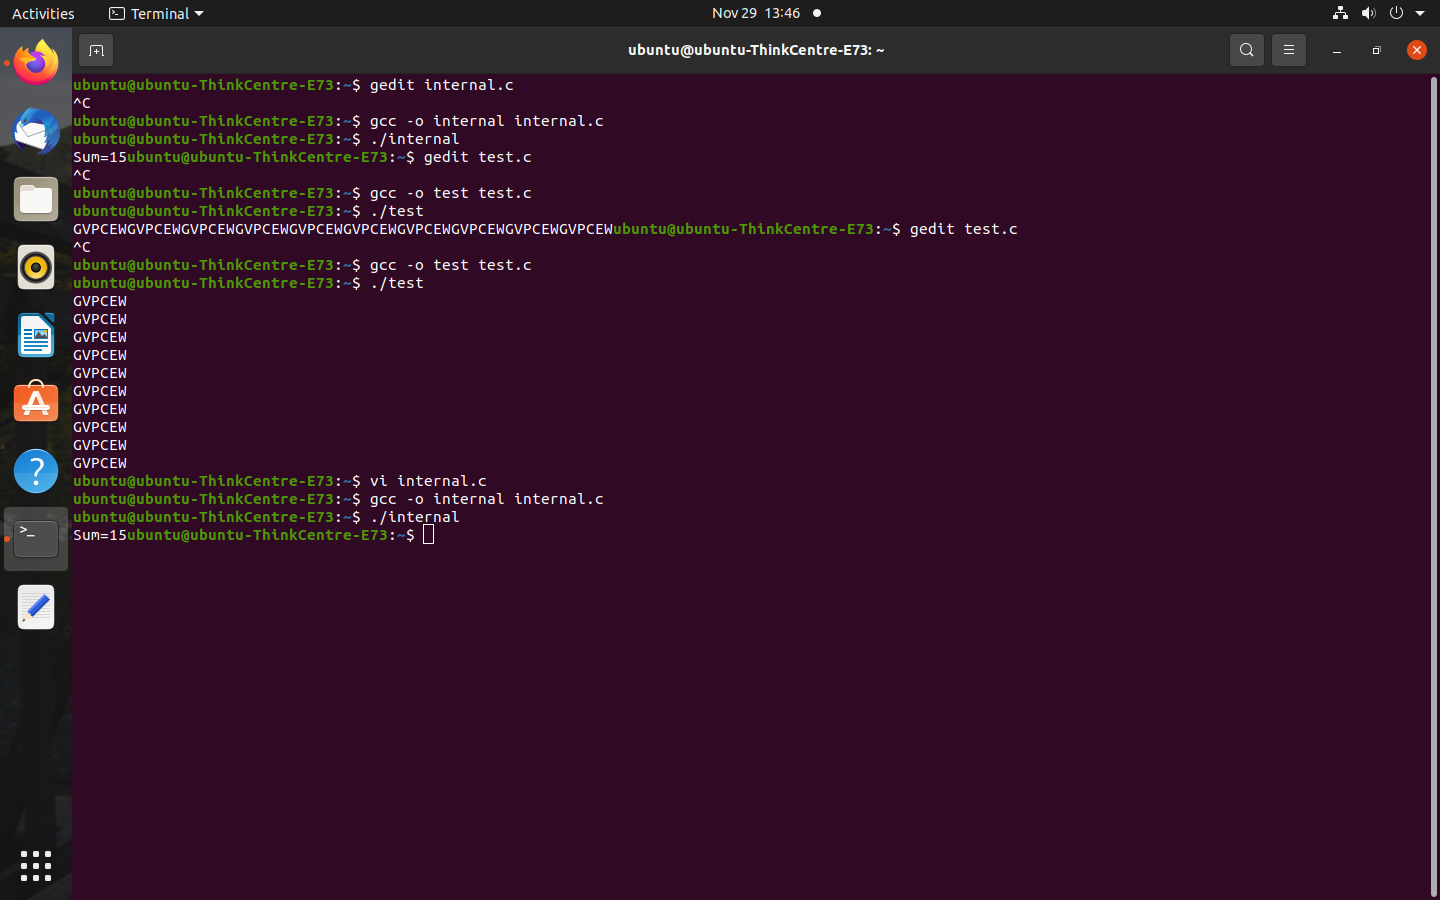 Activities Terminal Nov 29 13:46
ubuntu@ubuntu-ThinkCentre-E73: ~
ubuntu@ubuntu-ThinkCentre-E73:~$ gedit internal.c
^C
ubuntu@ubuntu-ThinkCentre-E73:~$ gcc -o internal internal.c
ubuntu@ubuntu-ThinkCentre-E73:~$ ./internal
Sum=15ubuntu@ubuntu-ThinkCentre-E73:~$ gedit test.c
^C
ubuntu@ubuntu-ThinkCentre-E73:~$ gcc -o test test.c
ubuntu@ubuntu-ThinkCentre-E73:~$ ./test
GVPCEWGVPCEWGVPCEWGVPCEWGVPCEWGVPCEWGVPCEWGVPCEWGVPCEWGVPCEWubuntu@ubuntu-ThinkCentre-E73:~$ gedit test.c
^C
ubuntu@ubuntu-ThinkCentre-E73:~$ gcc -o test test.c
ubuntu@ubuntu-ThinkCentre-E73:~$ ./test
GVPCEW
GVPCEW
GVPCEW
GVPCEW
GVPCEW
GVPCEW
GVPCEW
GVPCEW
GVPCEW
GVPCEW
ubuntu@ubuntu-ThinkCentre-E73:~$ vi internal.c
ubuntu@ubuntu-ThinkCentre-E73:~$ gcc -o internal internal.c
ubuntu@ubuntu-ThinkCentre-E73:~$ ./internal
Sum=15ubuntu@ubuntu-ThinkCentre-E73:~$